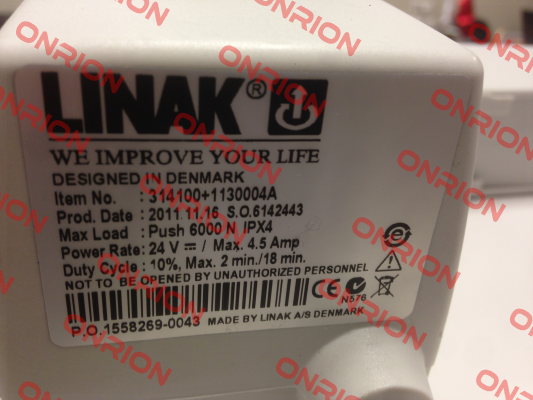 LINAK®
WE IMPROVE YOUR LIFE
DESIGNED IN DENMARK
Item No. : 314100+1130004A
Prod. Date : 2011.11.16 S.O.6142443
Max Load : Push 6000 N IPX4
Power Rate: 24 V ⎓ / Max. 4.5 Amp
Duty Cycle : 10%, Max. 2 min./18 min.
NOT TO BE OPENED BY UNAUTHORIZED PERSONNEL
CE
N576
P.O. 1558269-0043 MADE BY LINAK A/S DENMARK
ONRION